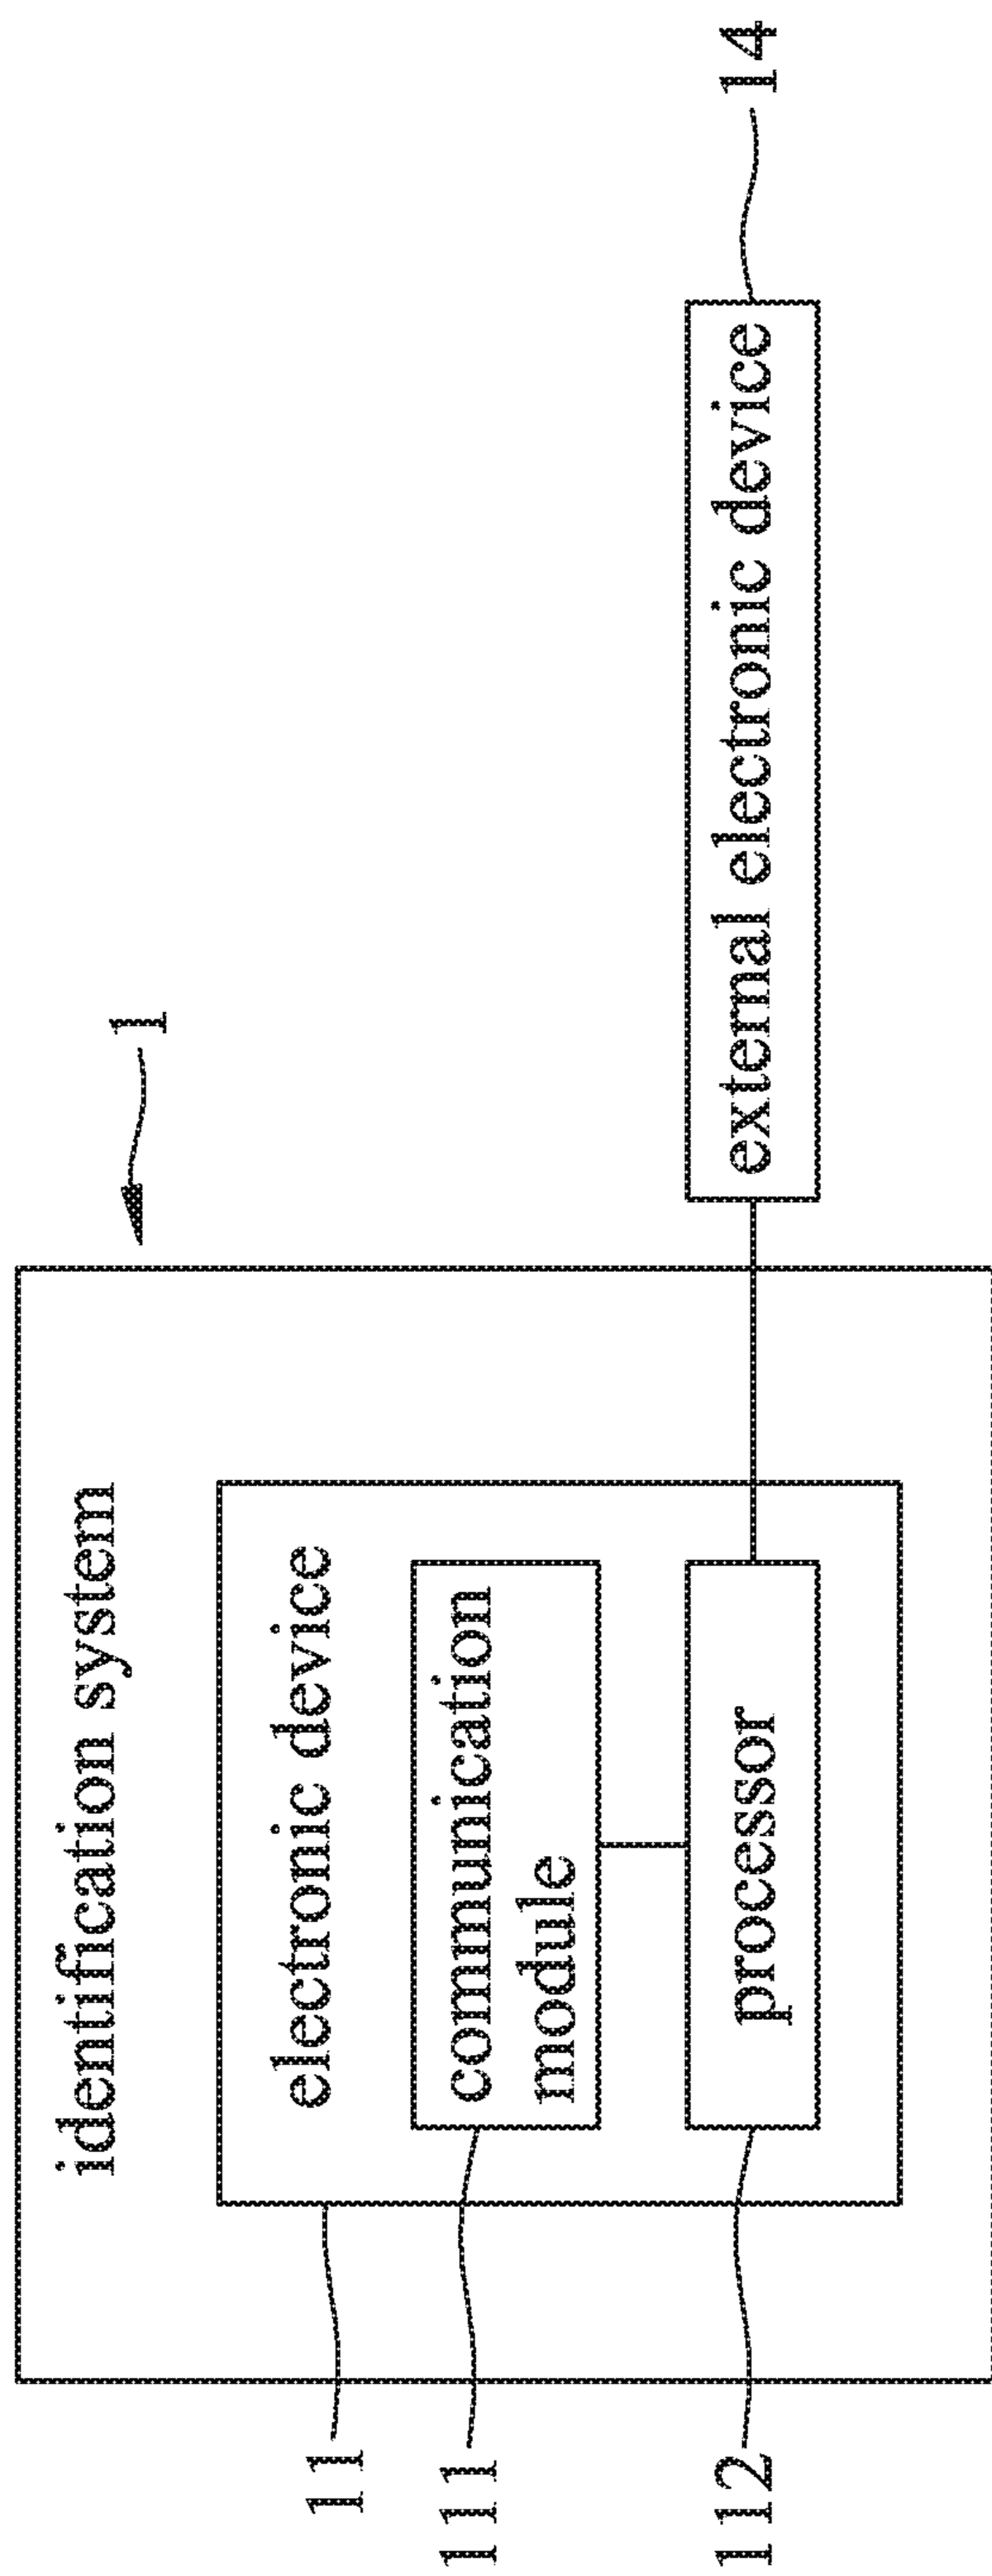 identification system
1
electronic device
11
communication
module
111
processor
112
external electronic device
14